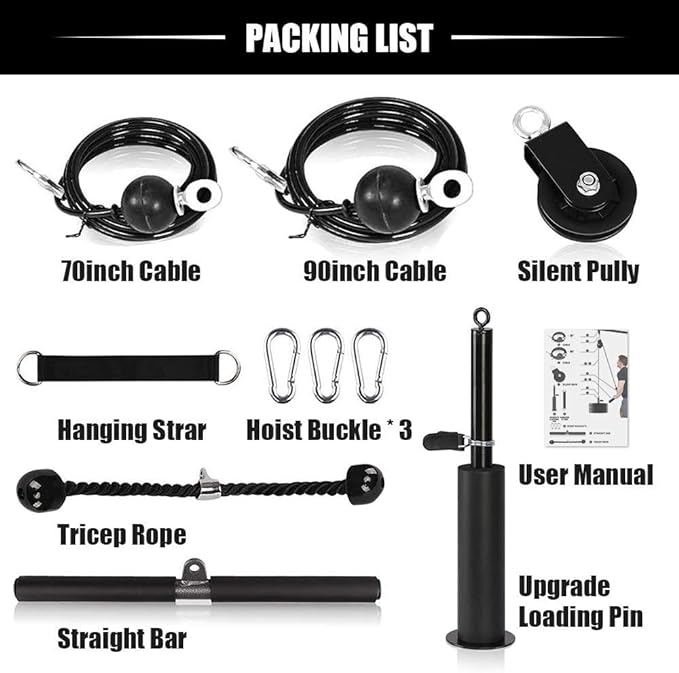 PACKING LIST
70inch Cable
90inch Cable
Silent Pully
Hanging Strar
Hoist Buckle * 3
User Manual
Tricep Rope
Upgrade
Loading Pin
Straight Bar